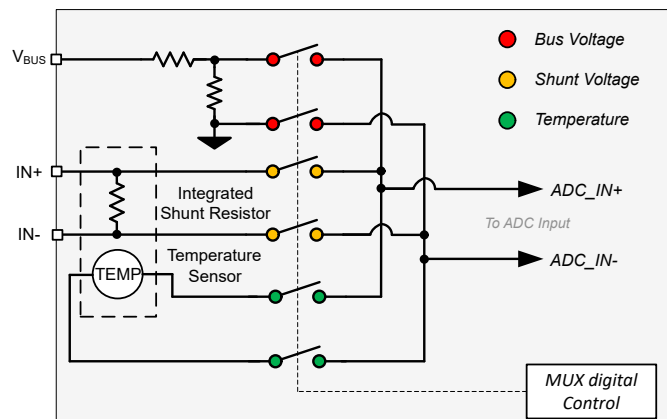 V_BUS
Bus Voltage
Shunt Voltage
Temperature
IN+
Integrated
Shunt Resistor
ADC_IN+
To ADC Input
IN-
Temperature
Sensor
TEMP
ADC_IN-
MUX digital
Control